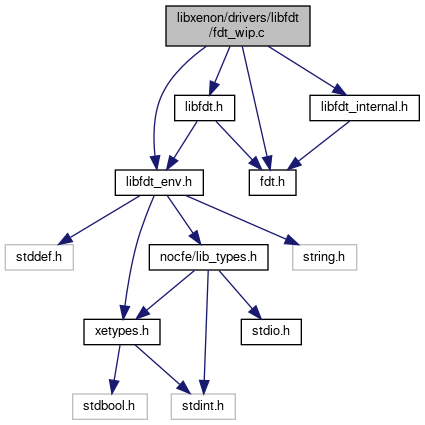 libxenon/drivers/libfdt
/fdt_wip.c
libfdt.h
libfdt_internal.h
libfdt_env.h
fdt.h
stddef.h
nocfe/lib_types.h
string.h
xetypes.h
stdio.h
stdbool.h
stdint.h